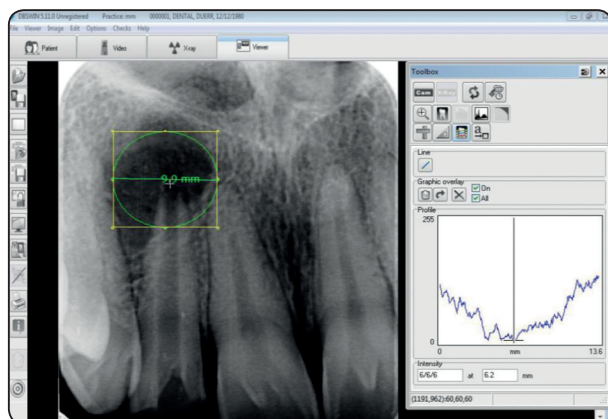 DBSWIN 5.11.0 Unregistered Practice: mm 000001, DENTAL, DUERR, 12/12/1980
File Viewer Image Edit Options Checks Help
Patient
Video
X-ray
Viewer
Toolbox
9.9 mm
Line
Graphic overlay
On
All
Profile
255
0
0 mm 13.6
Intensity
6/6/6 at 6.2 mm
(1191,962):60,60,60